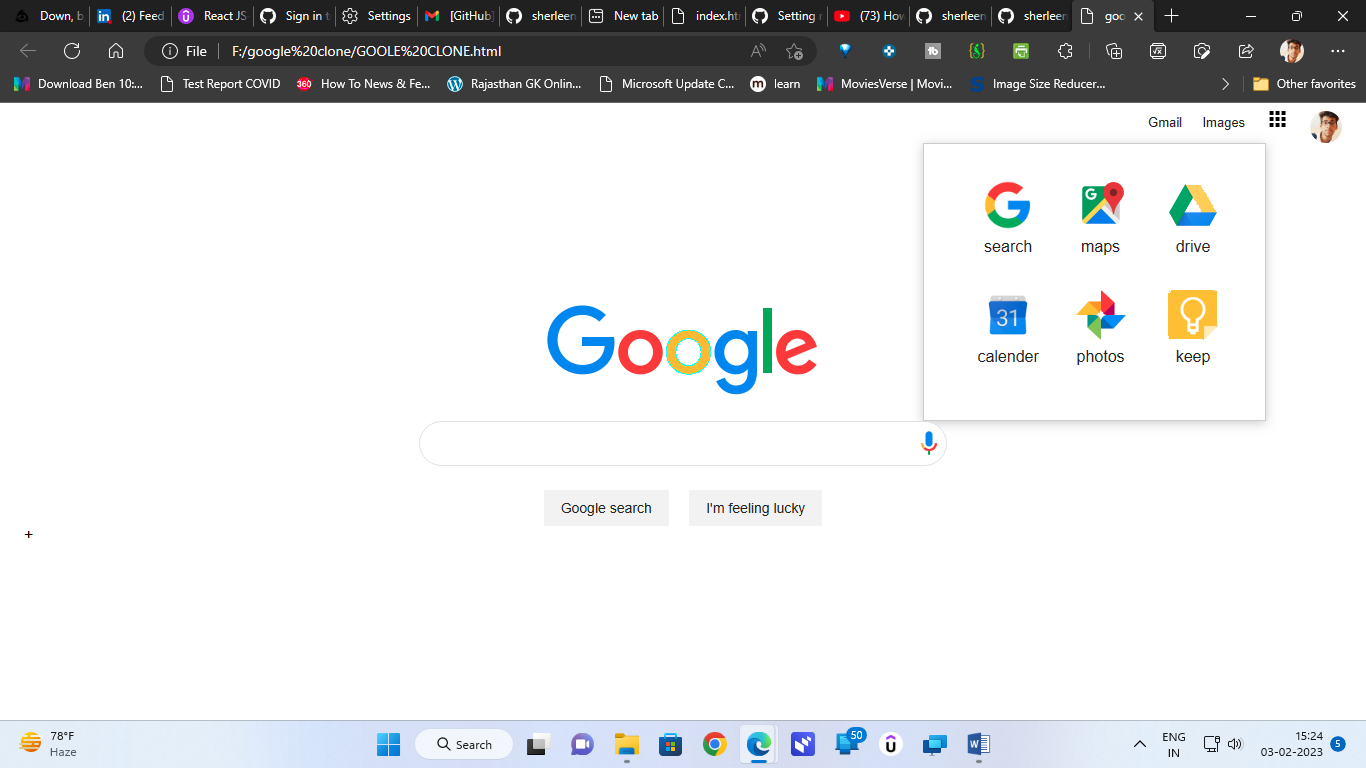 Down, b
(2) Feed
React JS
Sign in t
Settings
[GitHub]
sherleen
New tab
index.ht
Setting
(73) How
sherleen
sherleen
goo
File
F:/google%20clone/GOOLE%20CLONE.html
Download Ben 10:...
Test Report COVID
360
How To News & Fe...
Rajasthan GK Onlin...
Microsoft Update C...
m
learn
MoviesVerse | Movi...
S
Image Size Reducer...
Other favorites
Gmail
Images
search
maps
drive
31
calender
photos
keep
Google
Google search
I'm feeling lucky
+
78°F
Haze
Search
50
ENG
IN
15:24
03-02-2023
5